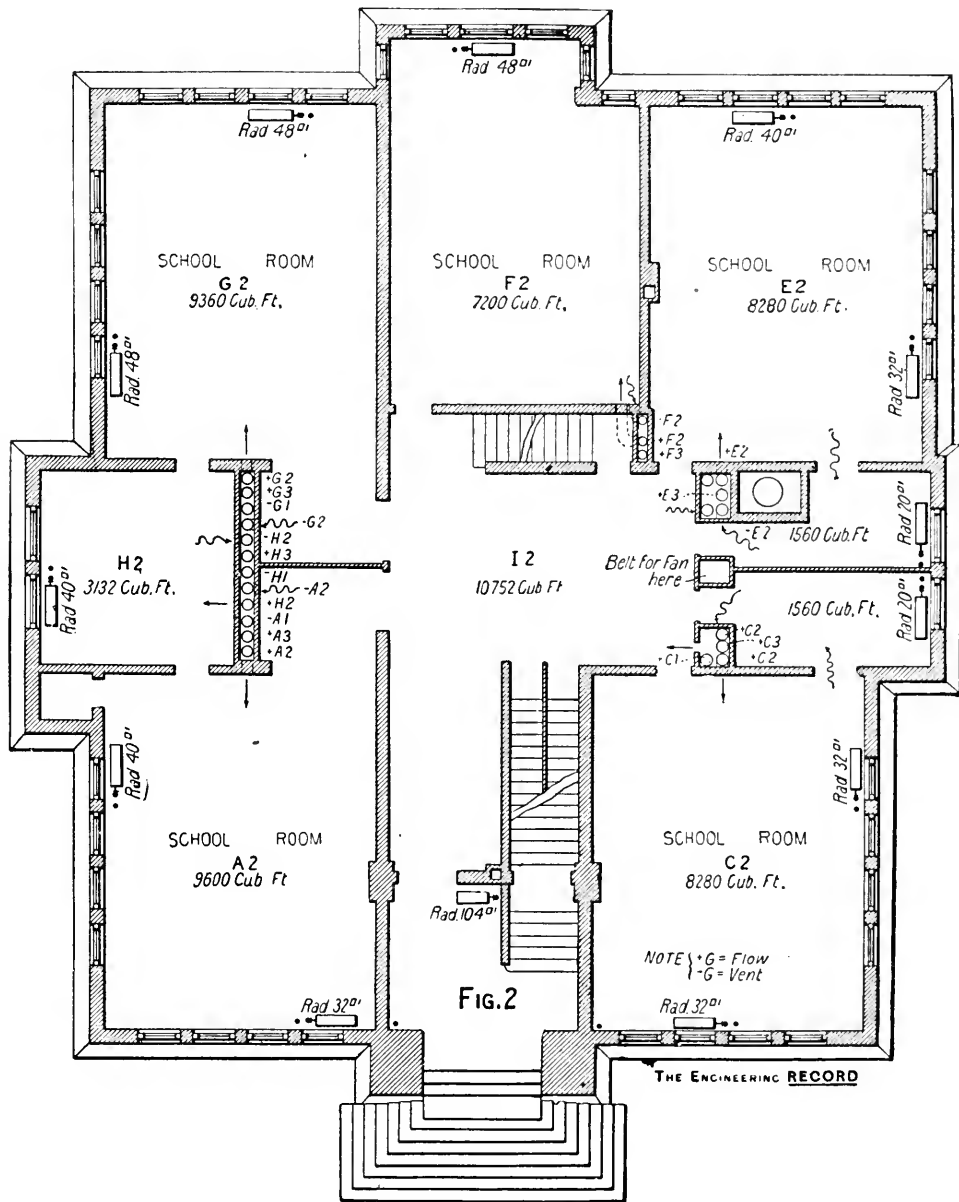 Rad 48□'
Rad 48□'
Rad. 40□'
SCHOOL ROOM
G 2
9360 Cub. Ft.
SCHOOL ROOM
F 2
7200 Cub. Ft.
SCHOOL ROOM
E 2
8280 Cub. Ft.
Rad. 48□'
Rad. 32□'
-F2
+F2
+F3
+E2
+G2
+G3
-G1
-G2
-H2
+H3
-H1
-A2
+H2
-A1
+A3
+A2
+E3
-E2
1560 Cub. Ft
Rad 20□'
H 2
3132 Cub. Ft.
Rad 40□'
I 2
10752 Cub Ft
Belt for Fan
here
1560 Cub. Ft.
Rad 20□'
+C2
+C3
+C2
+C1
Rad 40□'
Rad 32□'
SCHOOL ROOM
A 2
9600 Cub Ft
SCHOOL ROOM
C 2
8280 Cub. Ft.
Rad. 104□'
NOTE { +G = Flow
-G = Vent
FIG. 2
Rad 32□'
Rad. 32□'
THE ENGINEERING RECORD